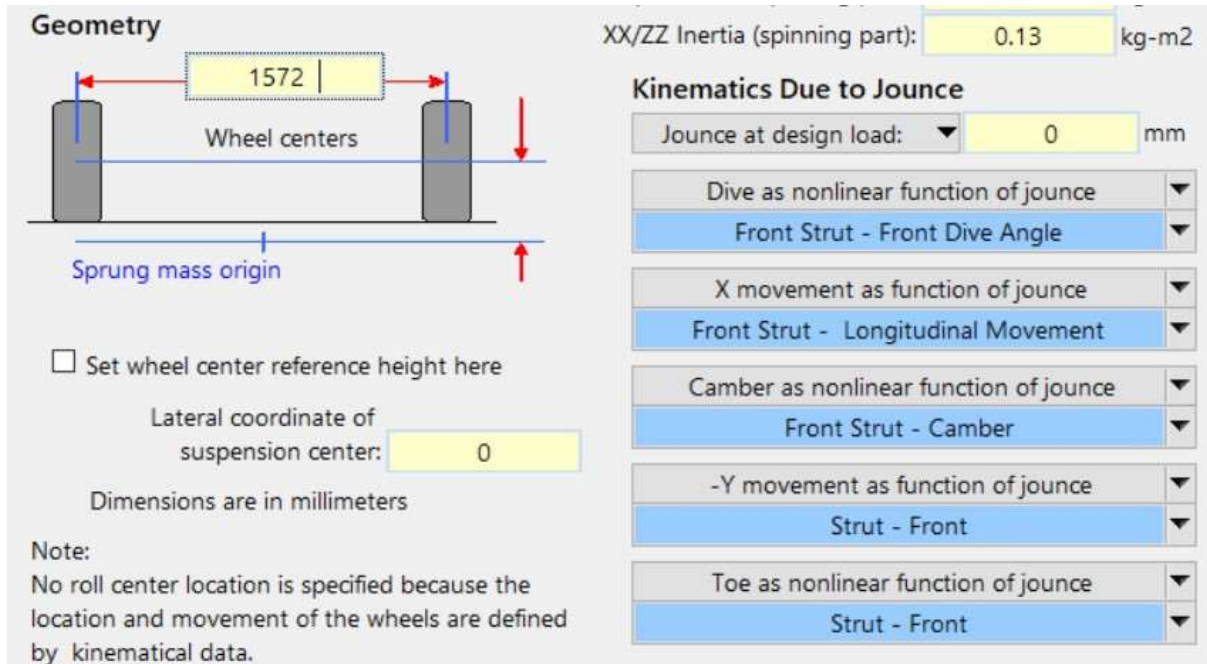 Geometry
1572
Wheel centers
Sprung mass origin
Set wheel center reference height here
Lateral coordinate of
suspension center:
0
Dimensions are in millimeters
Note:
No roll center location is specified because the
location and movement of the wheels are defined
by kinematical data.
XX/ZZ Inertia (spinning part): 0.13 kg-m2
Kinematics Due to Jounce
Jounce at design load: 0 mm
Dive as nonlinear function of jounce
Front Strut - Front Dive Angle
X movement as function of jounce
Front Strut - Longitudinal Movement
Camber as nonlinear function of jounce
Front Strut - Camber
-Y movement as function of jounce
Strut - Front
Toe as nonlinear function of jounce
Strut - Front